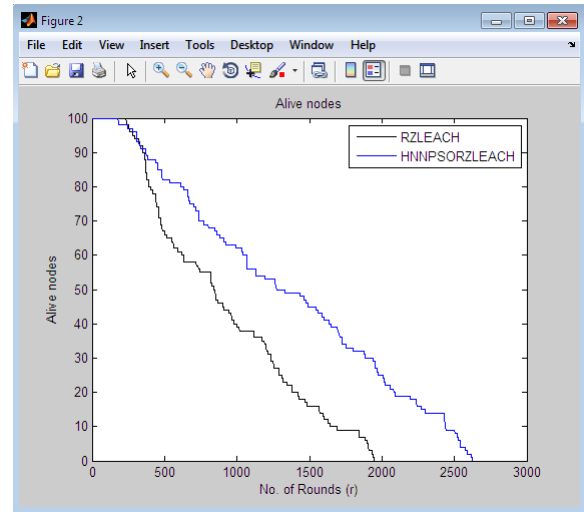 Figure 2
File Edit View Insert Tools Desktop Window Help
Alive nodes
RZLEACH
HNNPSORZLEACH
Alive nodes
100
90
80
70
60
50
40
30
20
10
0
0 500 1000 1500 2000 2500 3000
No. of Rounds (r)